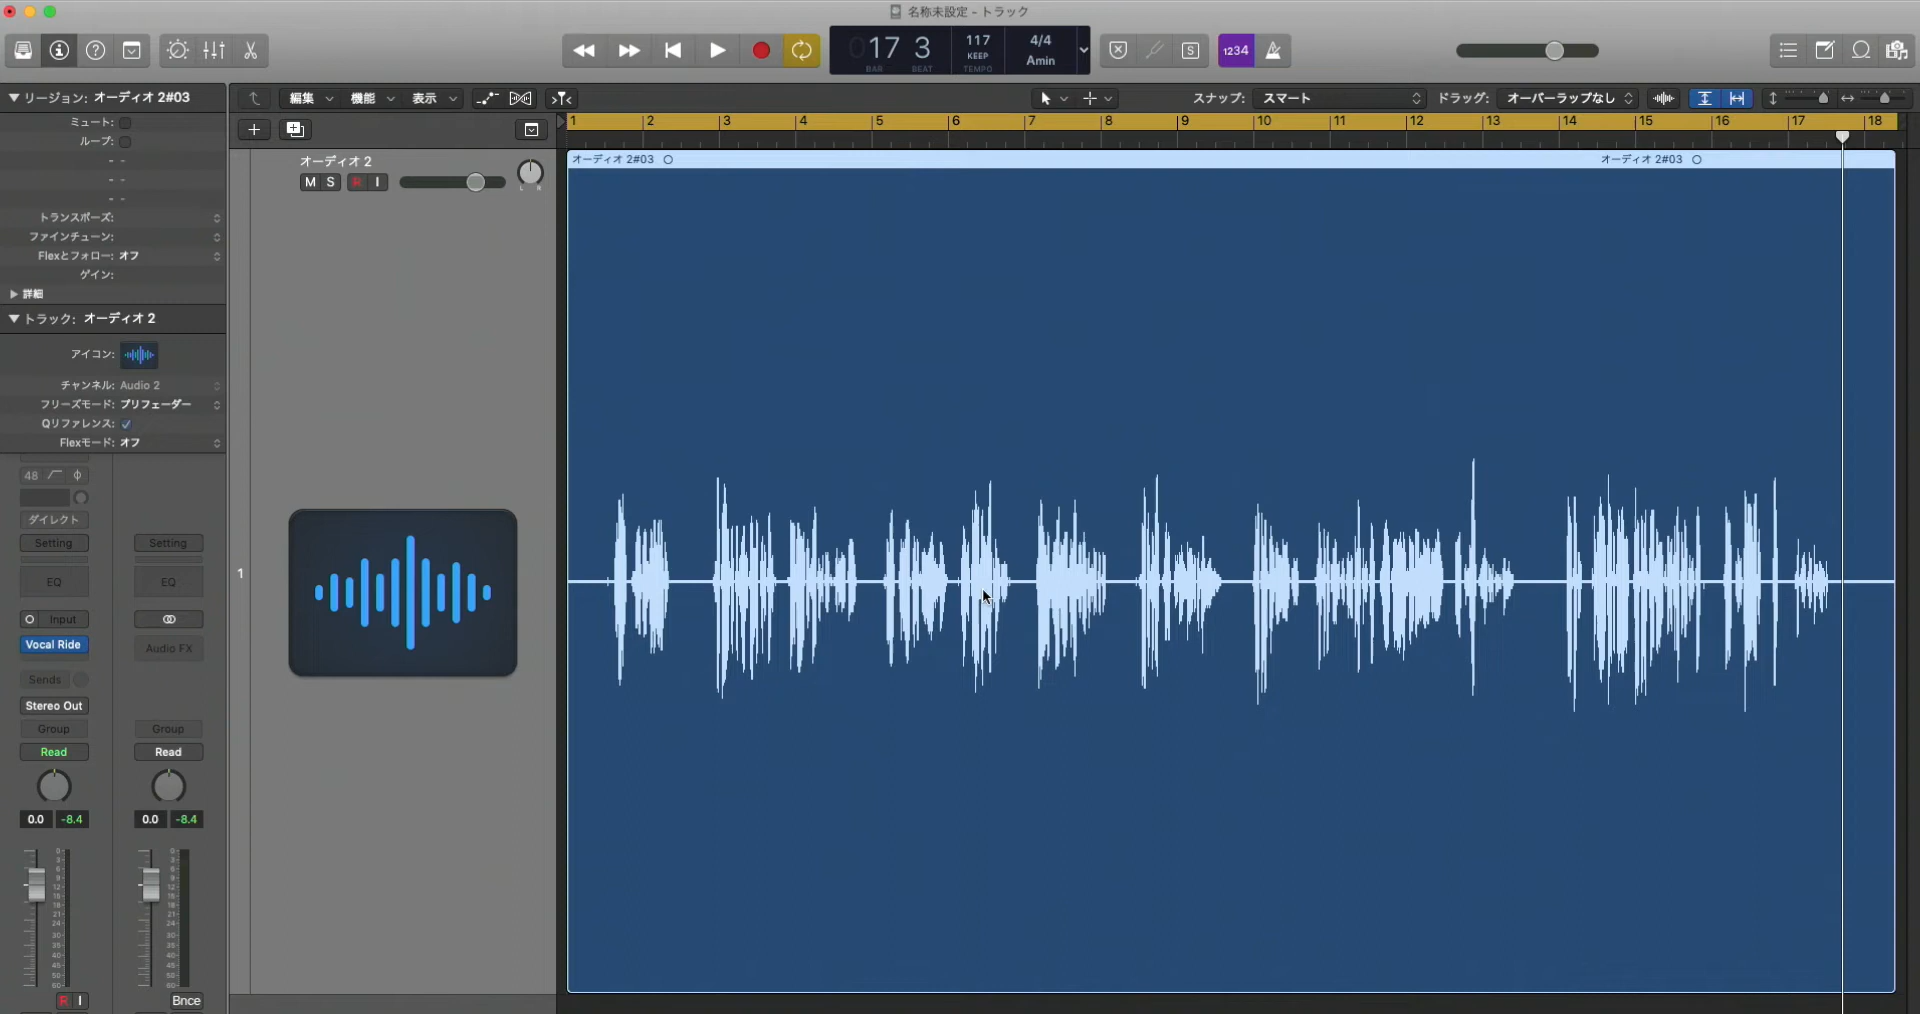 名称未設定 - トラック
17 3
BAR BEAT
117
KEEP
TEMPO
4/4
Amin
S
1234
リージョン: オーディオ 2#03
ミュート:
ループ:
- -
- -
- -
トランスポーズ:
ファインチューン:
Flexとフォロー: オフ
ゲイン:
詳細
トラック: オーディオ 2
アイコン:
チャンネル: Audio 2
フリーズモード: プリフェーダー
Qリファレンス:
Flexモード: オフ
編集 機能 表示
スナップ: スマート
ドラッグ: オーバーラップなし
1 2 3 4 5 6 7 8 9 10 11 12 13 14 15 16 17 18
オーディオ 2
M S R I
L R
オーディオ 2#03
オーディオ 2#03
1
48
ダイレクト
Setting Setting
EQ EQ
Input
Vocal Ride
Audio FX
Sends
Stereo Out
Group Group
Read Read
0.0 -8.4 0.0 -8.4
R I
Bnce